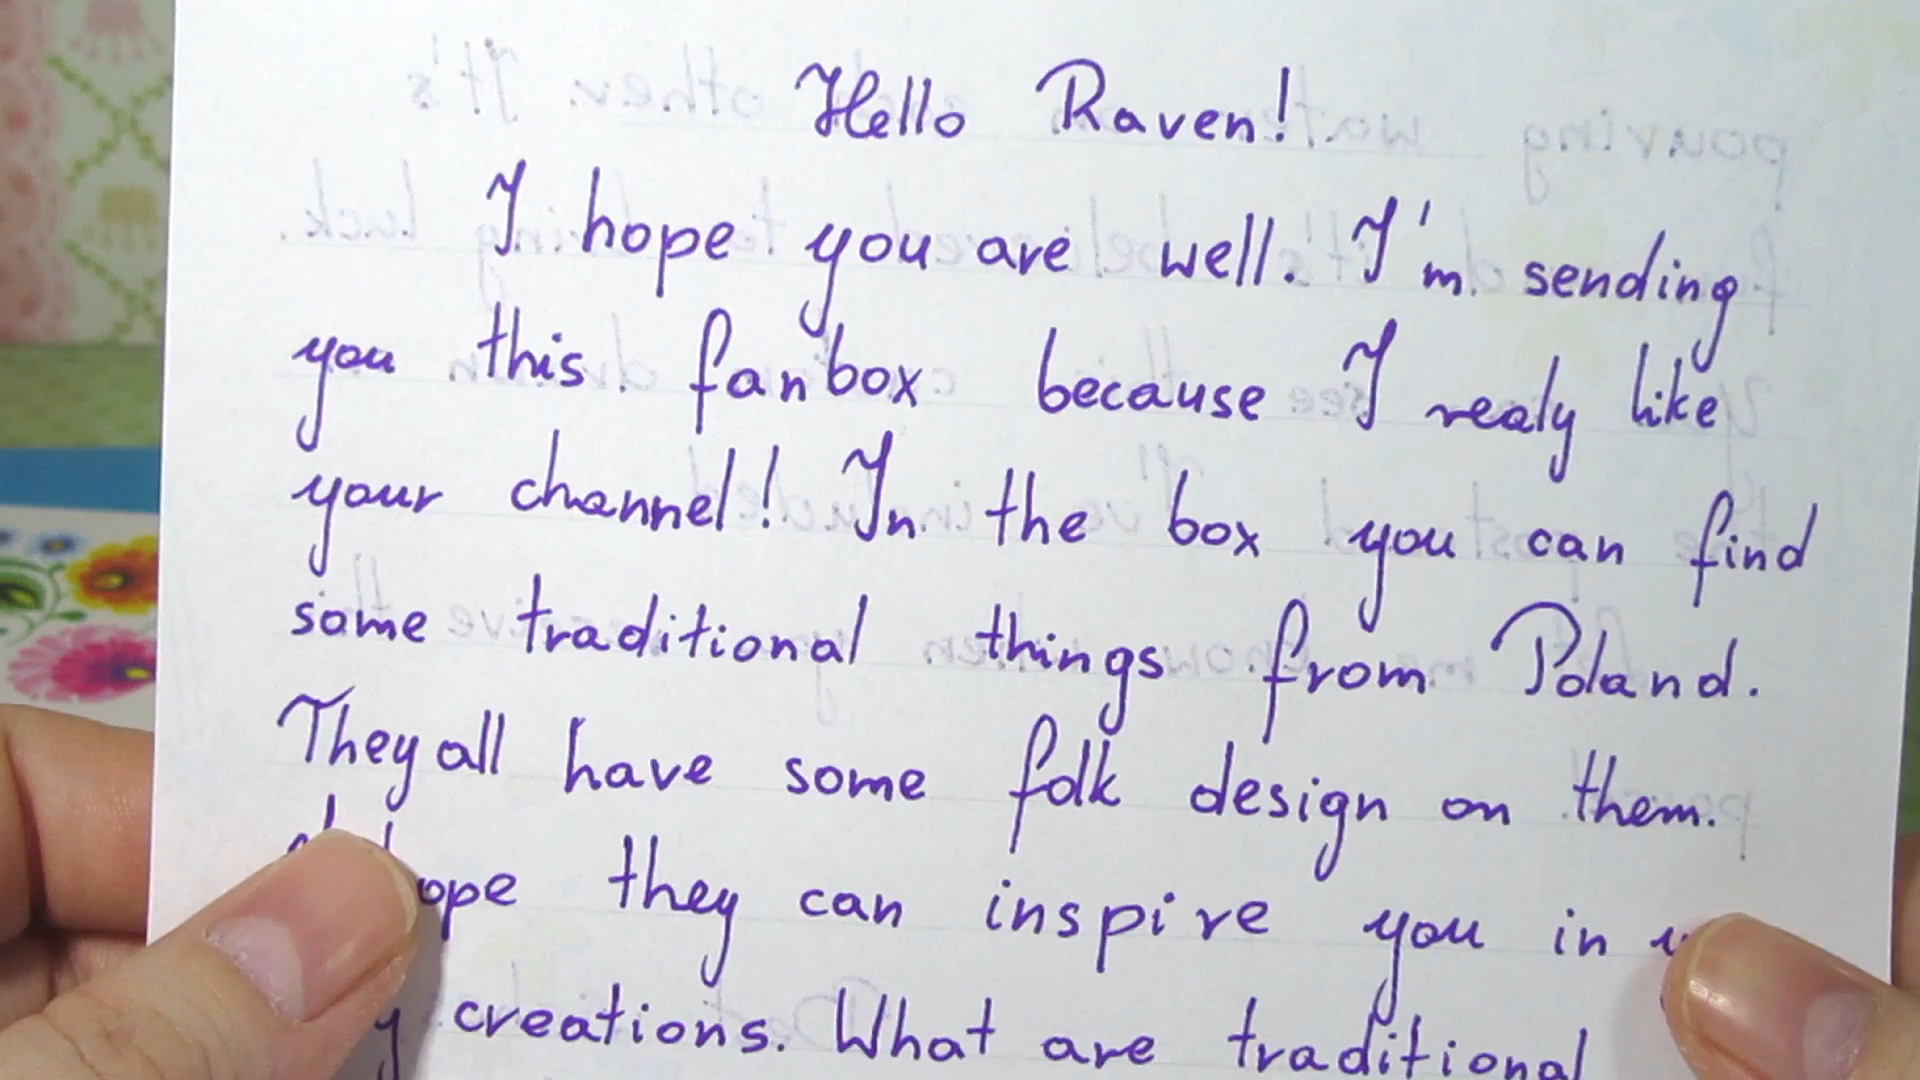 Hello Raven!
I hope you are well. I'm sending
you this fanbox because I realy like
your channel! In the box you can find
some traditional things from Poland.
They all have some folk design on them.
they can inspire you in
creations. What are traditional